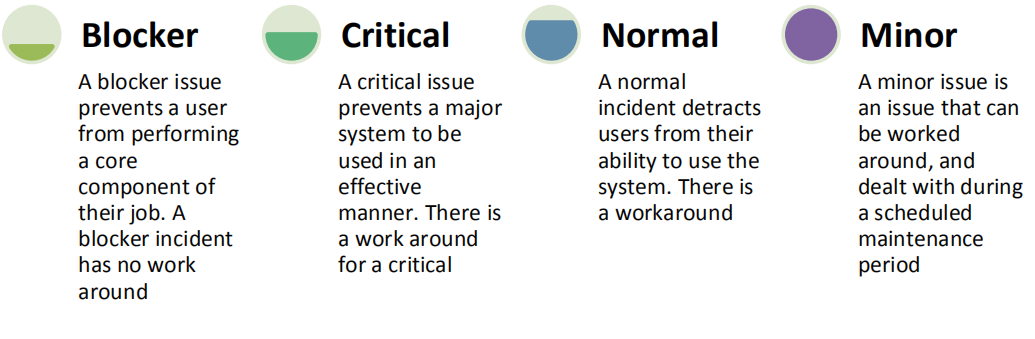 Blocker
A blocker issue
prevents a user
from performing
a core
component of
their job. A
blocker incident
has no work
around
Critical
A critical issue
prevents a major
system to be
used in an
effective
manner. There is
a work around
for a critical
Normal
A normal
incident detracts
users from their
ability to use the
system. There is
a workaround
Minor
A minor issue is
an issue that can
be worked
around, and
dealt with during
a scheduled
maintenance
period